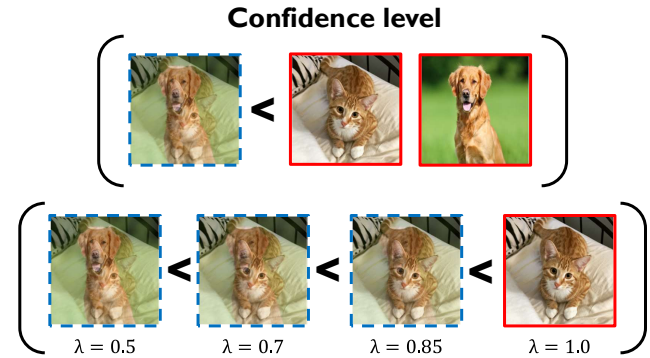 Confidence level
<
< < <
λ = 0.5 λ = 0.7 λ = 0.85 λ = 1.0